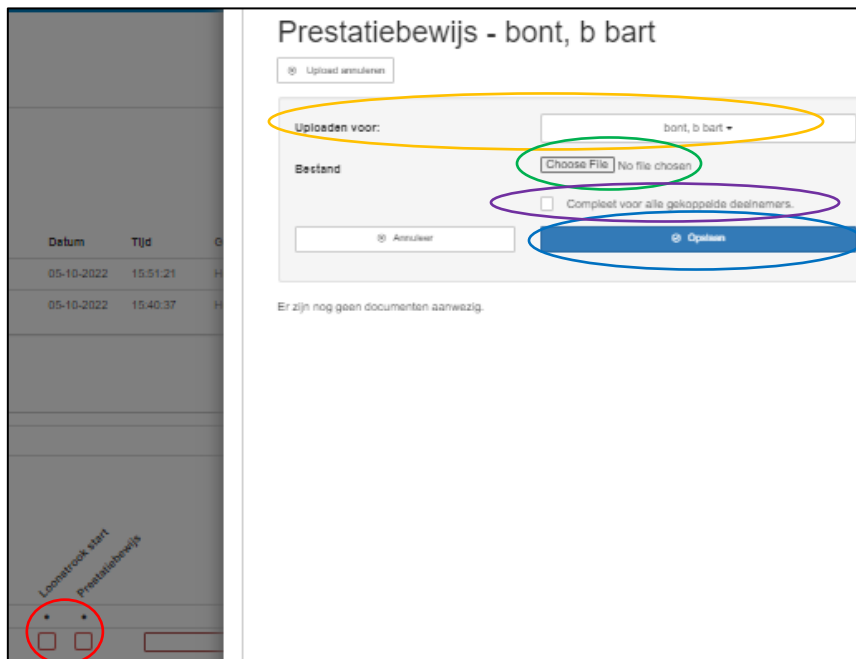 Prestatiebewijs - bont, b bart
Upload annuleren
Uploaden voor:
bont, b bart
Bestand
Choose File No file chosen
Compleet voor alle gekoppelde deelnemers.
Annuleer
Opslaan
Er zijn nog geen documenten aanwezig.
Datum Tijd G
05-10-2022 15:51:21 H
05-10-2022 15:40:37 H
Loonstrook start
Prestatiebewijs